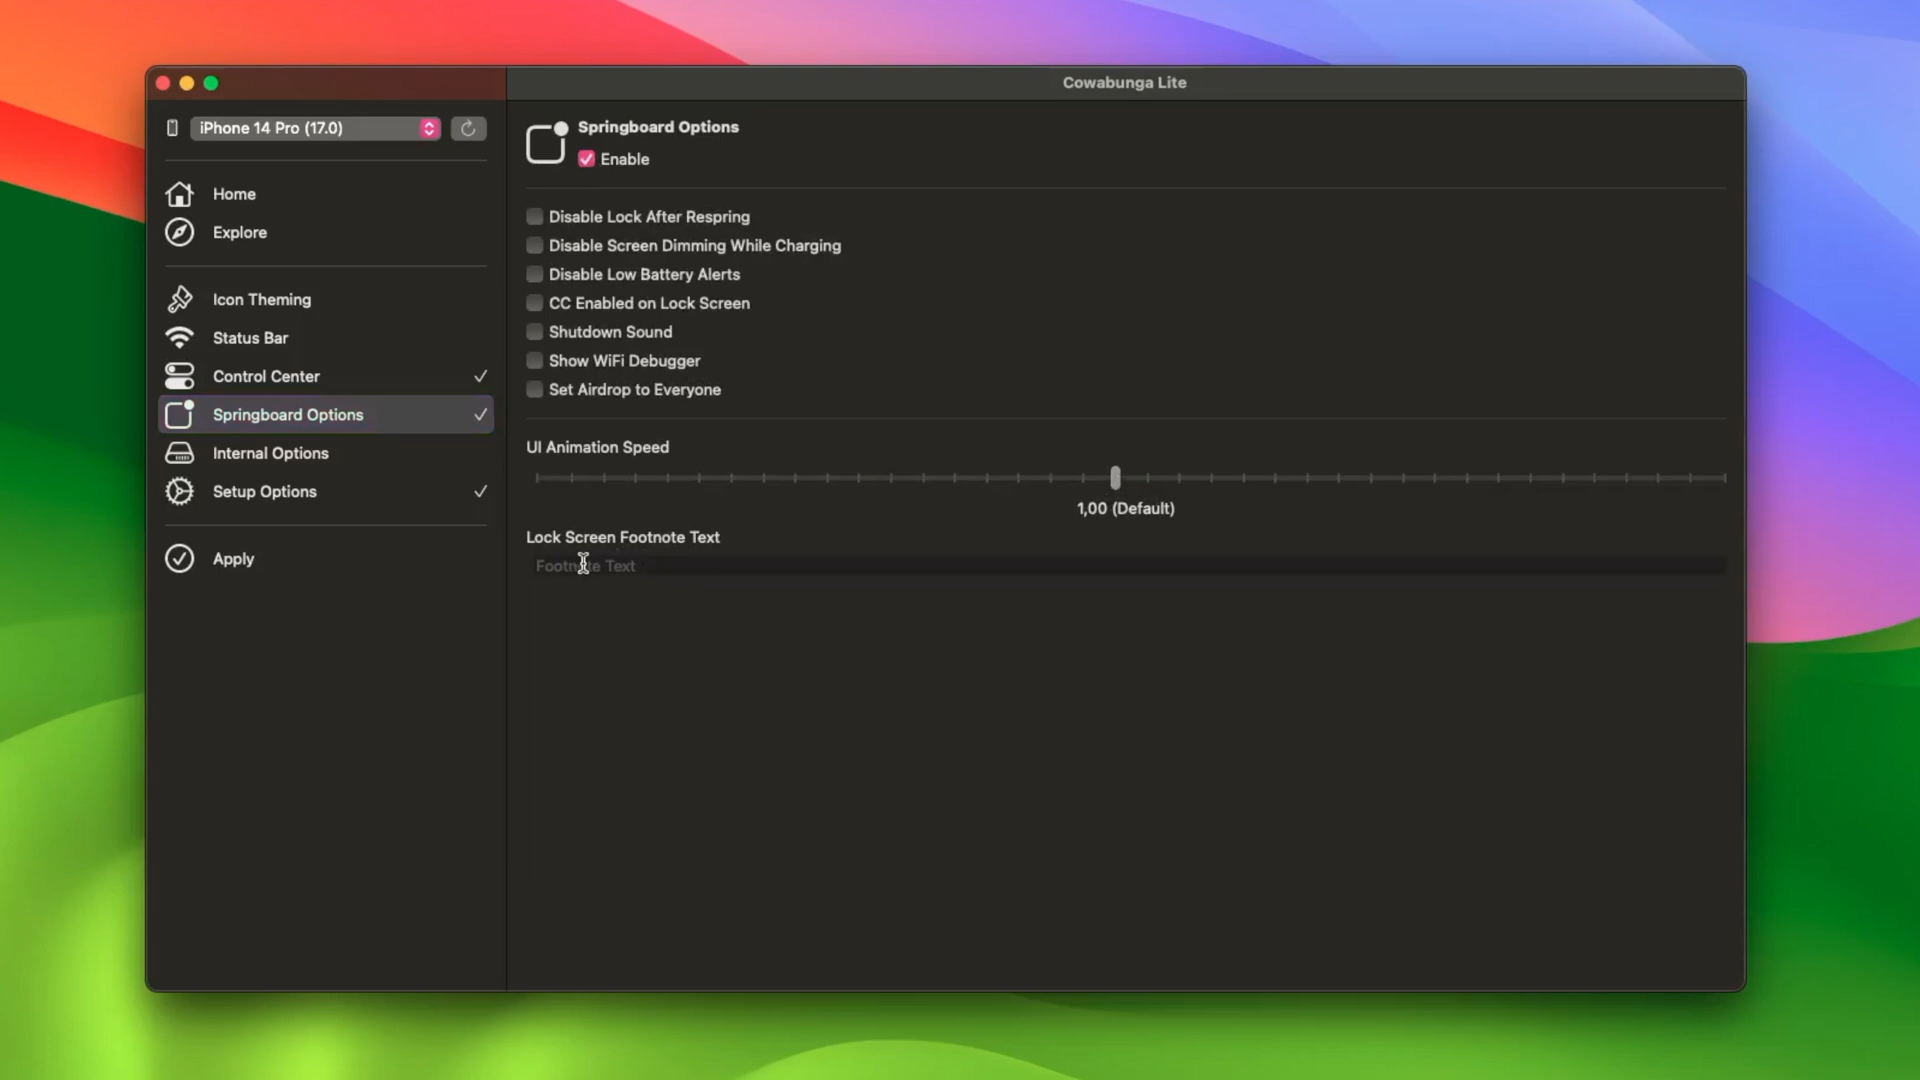 Cowabunga Lite
iPhone 14 Pro (17.0)
Home
Explore
Icon Theming
Status Bar
Control Center
Springboard Options
Internal Options
Setup Options
Apply
Springboard Options
Enable
Disable Lock After Respring
Disable Screen Dimming While Charging
Disable Low Battery Alerts
CC Enabled on Lock Screen
Shutdown Sound
Show WiFi Debugger
Set Airdrop to Everyone
UI Animation Speed
1,00 (Default)
Lock Screen Footnote Text
Footnote Text